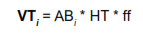 VTᵢ = ABᵢ * HT * ff